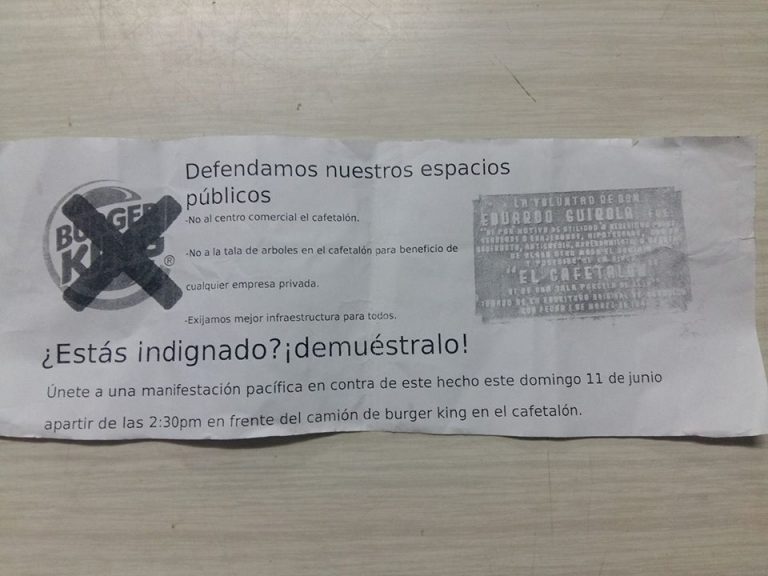 Defendamos nuestros espacios
públicos
-No al centro comercial el cafetalón.
-No a la tala de arboles en el cafetalón para beneficio de
cualquier empresa privada.
-Exijamos mejor infraestructura para todos.
BURGER
KING
®
LA VOLUNTAD DE DON
EDUARDO GUIROLA FUE:
"EL CAFETALON"
¿Estás indignado?¡demuéstralo!
Únete a una manifestación pacífica en contra de este hecho este domingo 11 de junio
apartir de las 2:30pm en frente del camión de burger king en el cafetalón.